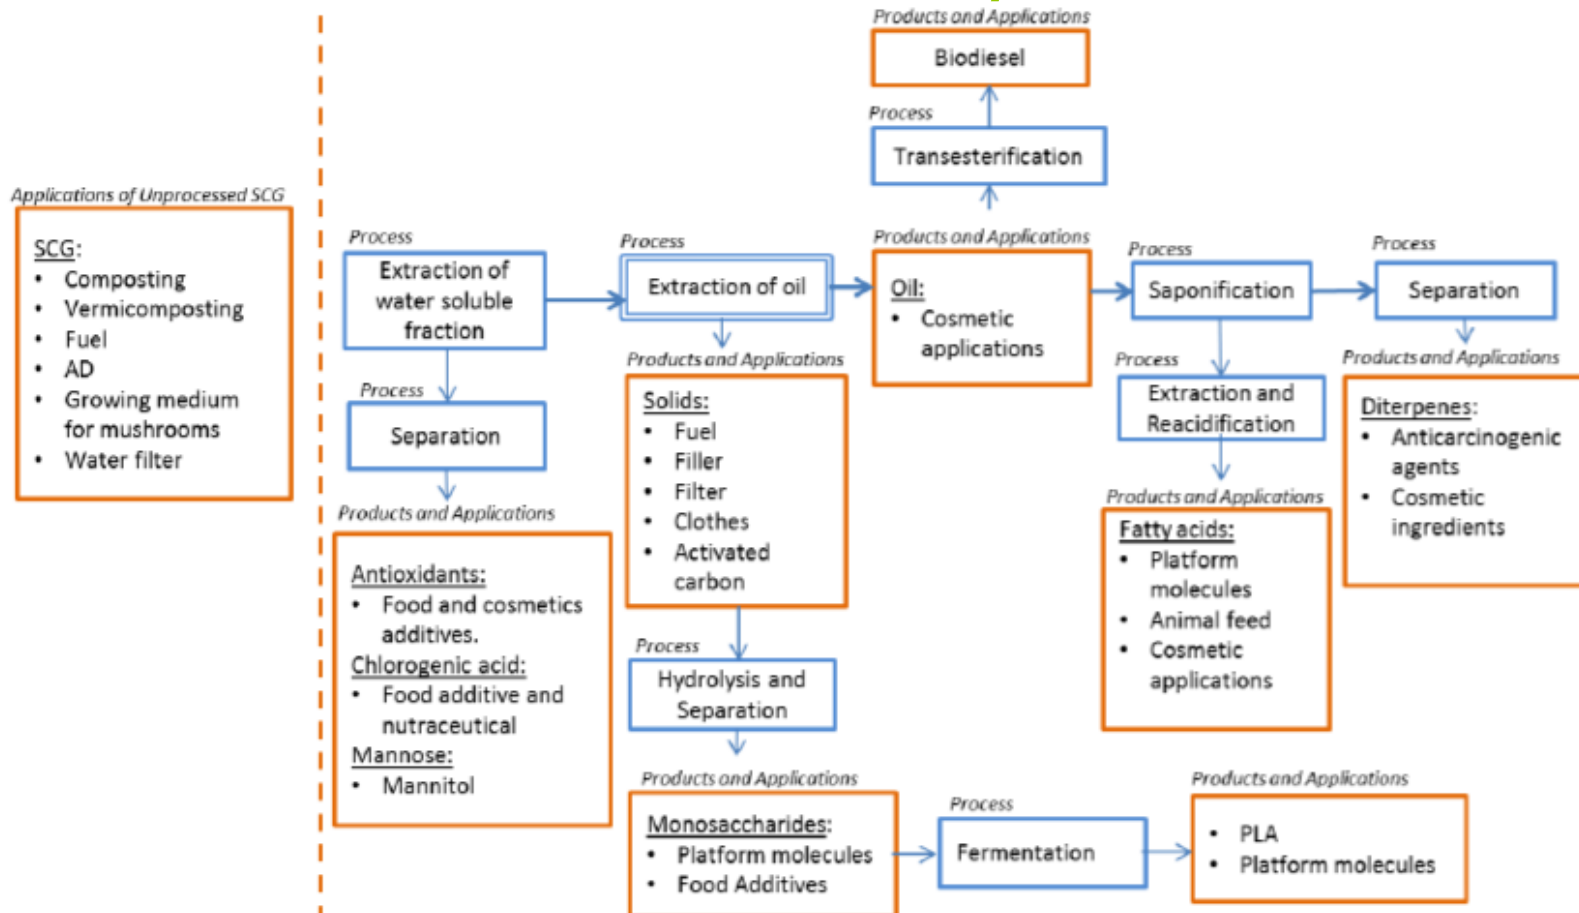 Applications of Unprocessed SCG
SCG:
• Composting
• Vermicomposting
• Fuel
• AD
• Growing medium
for mushrooms
• Water filter
Process
Extraction of
water soluble
fraction
Process
Separation
Products and Applications
Antioxidants:
• Food and cosmetics
additives.
Chlorogenic acid:
• Food additive and
nutraceutical
Mannose:
• Mannitol
Process
Extraction of oil
Products and Applications
Solids:
• Fuel
• Filler
• Filter
• Clothes
• Activated
carbon
Process
Hydrolysis and
Separation
Products and Applications
Monosaccharides:
• Platform molecules
• Food Additives
Process
Fermentation
Products and Applications
• PLA
• Platform molecules
Products and Applications
Biodiesel
Process
Transesterification
Products and Applications
Oil:
• Cosmetic
applications
Process
Saponification
Process
Extraction and
Reacidification
Products and Applications
Fatty acids:
• Platform
molecules
• Animal feed
• Cosmetic
applications
Process
Separation
Products and Applications
Diterpenes:
• Anticarcinogenic
agents
• Cosmetic
ingredients